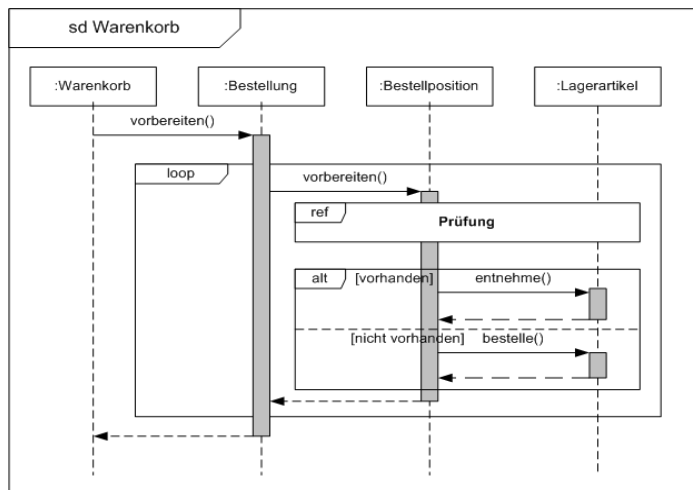 sd Warenkorb
:Warenkorb
:Bestellung
:Bestellposition
:Lagerartikel
vorbereiten()
loop
vorbereiten()
ref
Prüfung
alt
[vorhanden]
entnehme()
[nicht vorhanden]
bestelle()